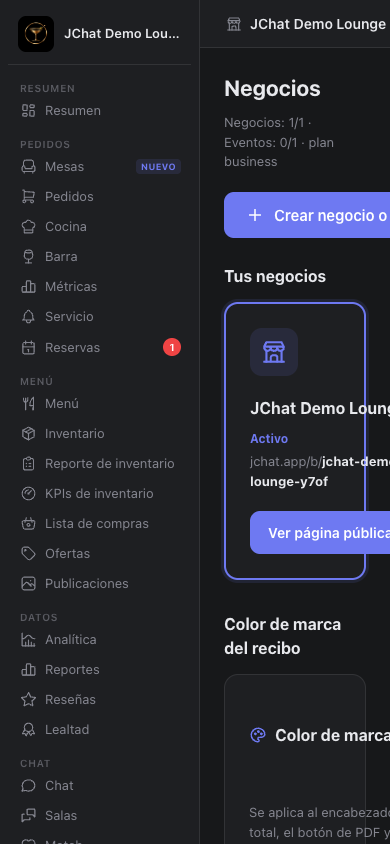 JChat Demo Lou...
RESUMEN
Resumen
PEDIDOS
Mesas NUEVO
Pedidos
Cocina
Barra
Métricas
Servicio
Reservas 1
MENÚ
Menú
Inventario
Reporte de inventario
KPIs de inventario
Lista de compras
Ofertas
Publicaciones
DATOS
Analítica
Reportes
Reseñas
Lealtad
CHAT
Chat
Salas
JChat Demo Lounge
Negocios
Negocios: 1/1 ·
Eventos: 0/1 · plan
business
Crear negocio o
Tus negocios
JChat Demo Loung
Activo
jchat.app/b/jchat-demo
lounge-y7of
Ver página pública
Color de marca
del recibo
Color de marca
Se aplica al encabezado
total, el botón de PDF y